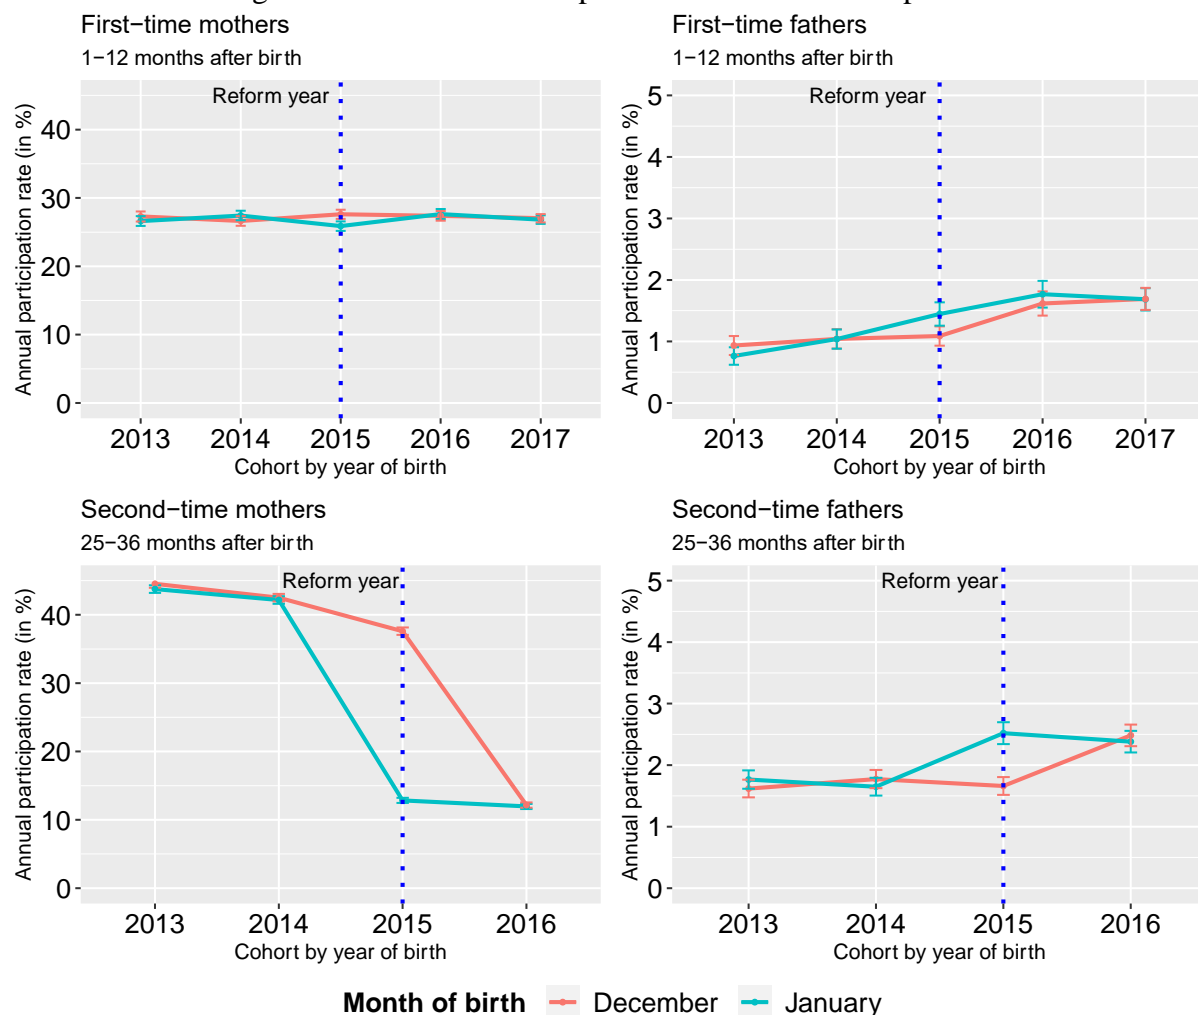 First−time mothers
1−12 months after birth
Reform year
Annual participation rate (in %)
40
30
20
10
0
2013 2014 2015 2016 2017
Cohort by year of birth
First−time fathers
1−12 months after birth
Reform year
Annual participation rate (in %)
5
4
3
2
1
0
2013 2014 2015 2016 2017
Cohort by year of birth
Second−time mothers
25−36 months after birth
Reform year
Annual participation rate (in %)
40
30
20
10
0
2013 2014 2015 2016
Cohort by year of birth
Second−time fathers
25−36 months after birth
Reform year
Annual participation rate (in %)
5
4
3
2
1
0
2013 2014 2015 2016
Cohort by year of birth
Month of birth December January